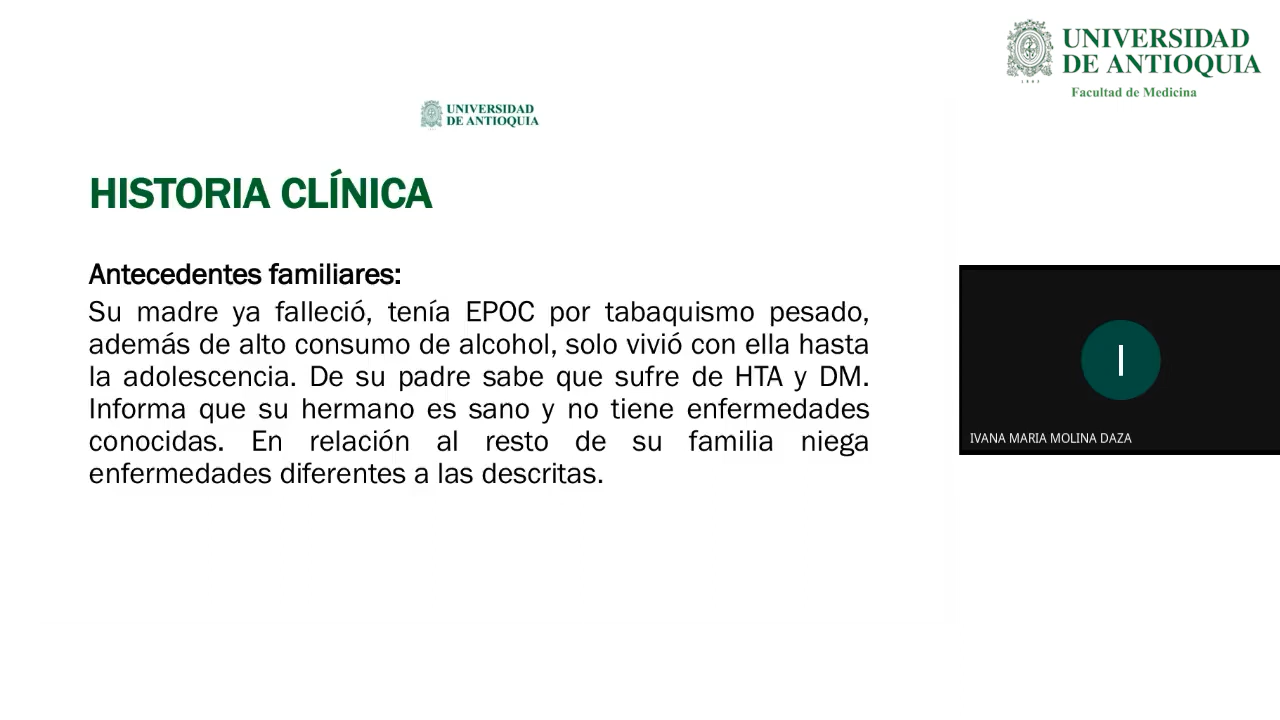 UNIVERSIDAD
DE ANTIOQUIA
1803
Facultad de Medicina
UNIVERSIDAD
DE ANTIOQUIA
HISTORIA CLÍNICA
Antecedentes familiares:
Su madre ya falleció, tenía EPOC por tabaquismo pesado,
además de alto consumo de alcohol, solo vivió con ella hasta
la adolescencia. De su padre sabe que sufre de HTA y DM.
Informa que su hermano es sano y no tiene enfermedades
conocidas. En relación al resto de su familia niega
enfermedades diferentes a las descritas.
I
IVANA MARIA MOLINA DAZA